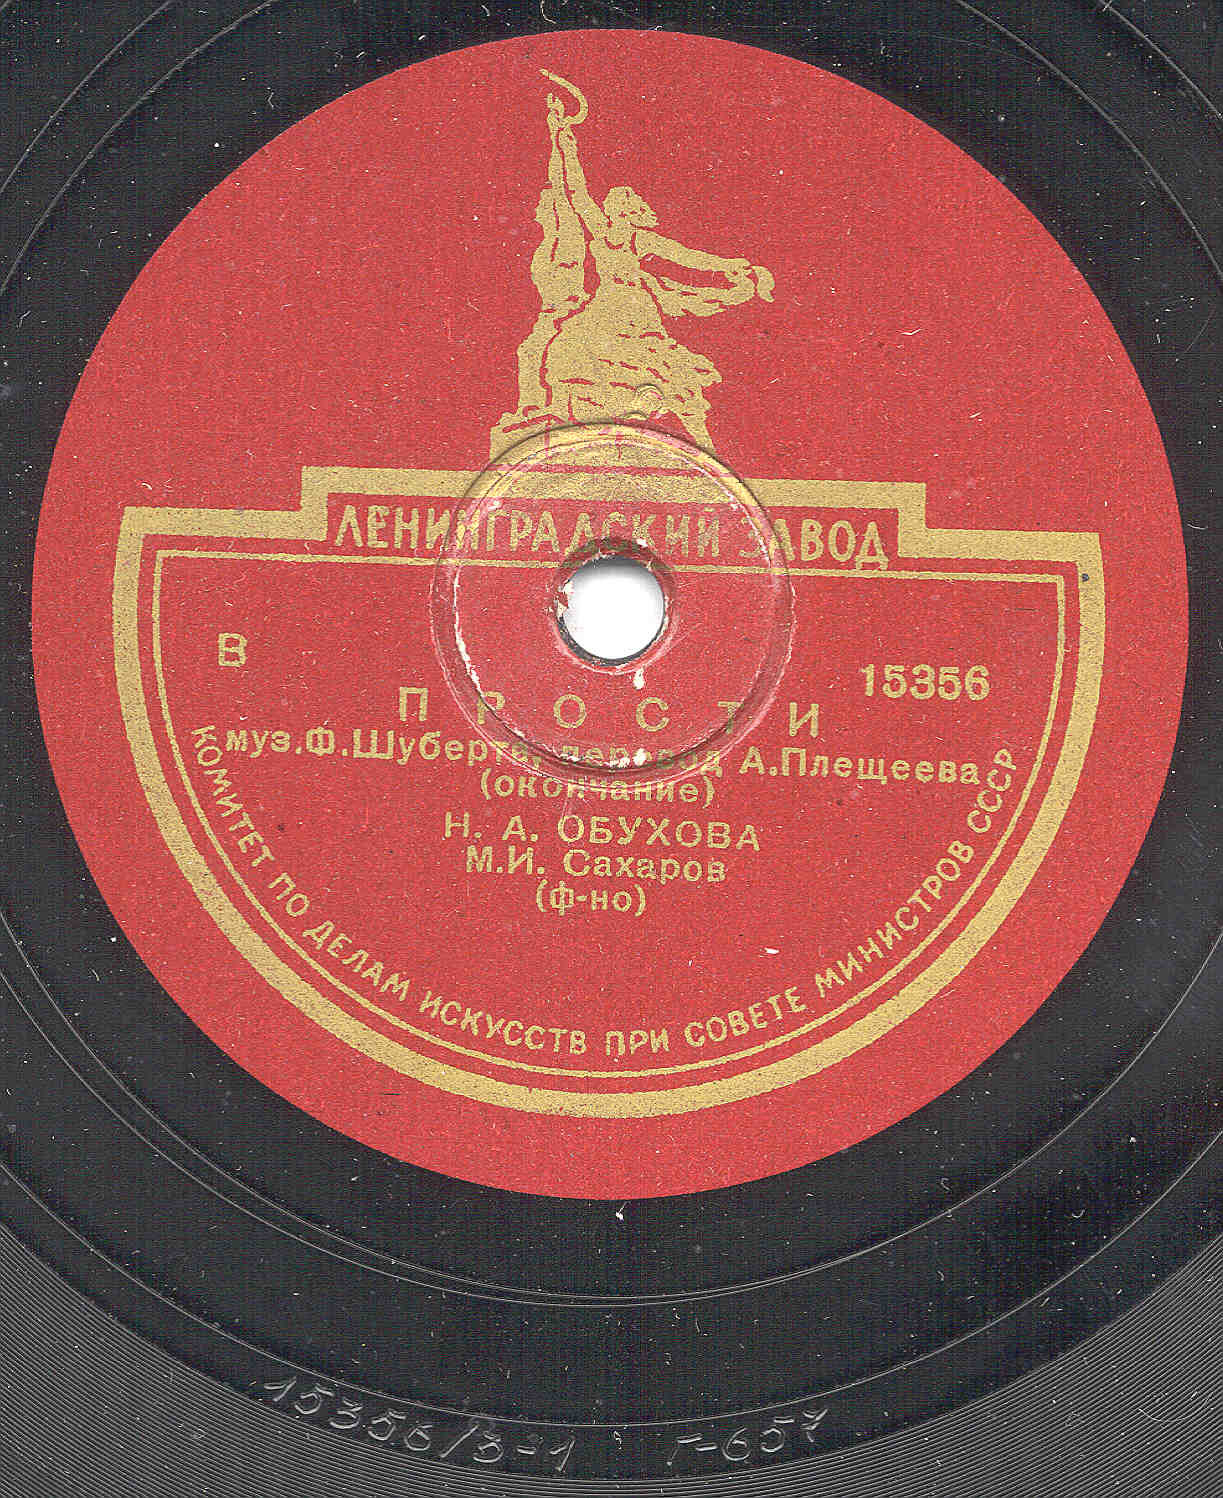 ЛЕНИНГРАДСКИЙ ЗАВОД
В
15356
ПРОСТИ
муз.Ф.Шуберта, перевод А.Плещеева
(окончание)
Н. А. ОБУХОВА
М.И. Сахаров
(ф-но)
КОМИТЕТ ПО ДЕЛАМ ИСКУССТВ ПРИ СОВЕТЕ МИНИСТРОВ СССР
15356/3-1 Г-657